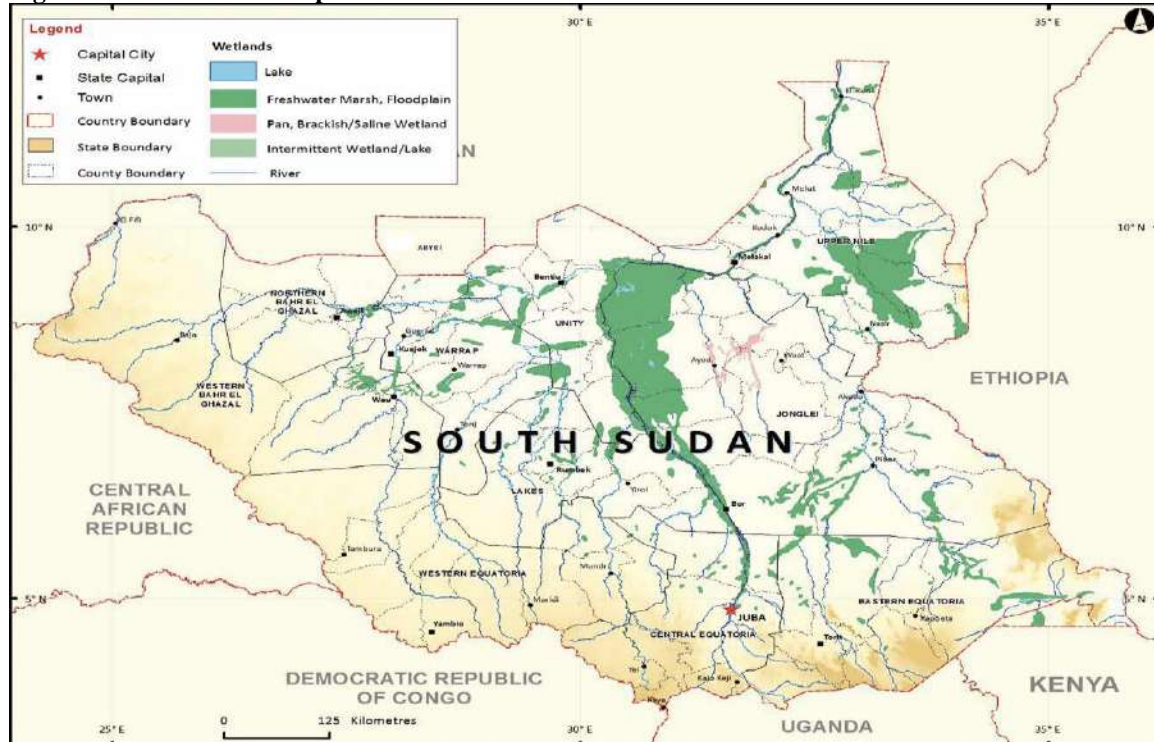 Legend
Capital City
State Capital
Town
Country Boundary
State Boundary
County Boundary
Wetlands
Lake
Freshwater Marsh, Floodplain
Pan, Brackish/Saline Wetland
Intermittent Wetland/Lake
River
30° E
35° E
10° N
10° N
Melut
Kodok
UPPER NILE
Malakal
ABYEI
Bentiu
NORTHERN
BAHR EL
GHAZAL
Aweil
UNITY
Nasir
Raja
Kuajok
WARRAP
Warrap
Ayod
Waat
ETHIOPIA
WESTERN
BAHR EL
GHAZAL
Wau
Akobo
JONGLEI
Tonj
SOUTH SUDAN
Rumbek
Pibor
LAKES
Yirol
CENTRAL
AFRICAN
REPUBLIC
Bor
Tambura
WESTERN EQUATORIA
Mundri
Maridi
5° N
5° N
EASTERN EQUATORIA
Kapoeta
JUBA
CENTRAL EQUATORIA
Yambio
Torit
Yei
Kajo Keji
DEMOCRATIC REPUBLIC
OF CONGO
Kaya
KENYA
UGANDA
0 125 Kilometres
25° E
30° E
35° E